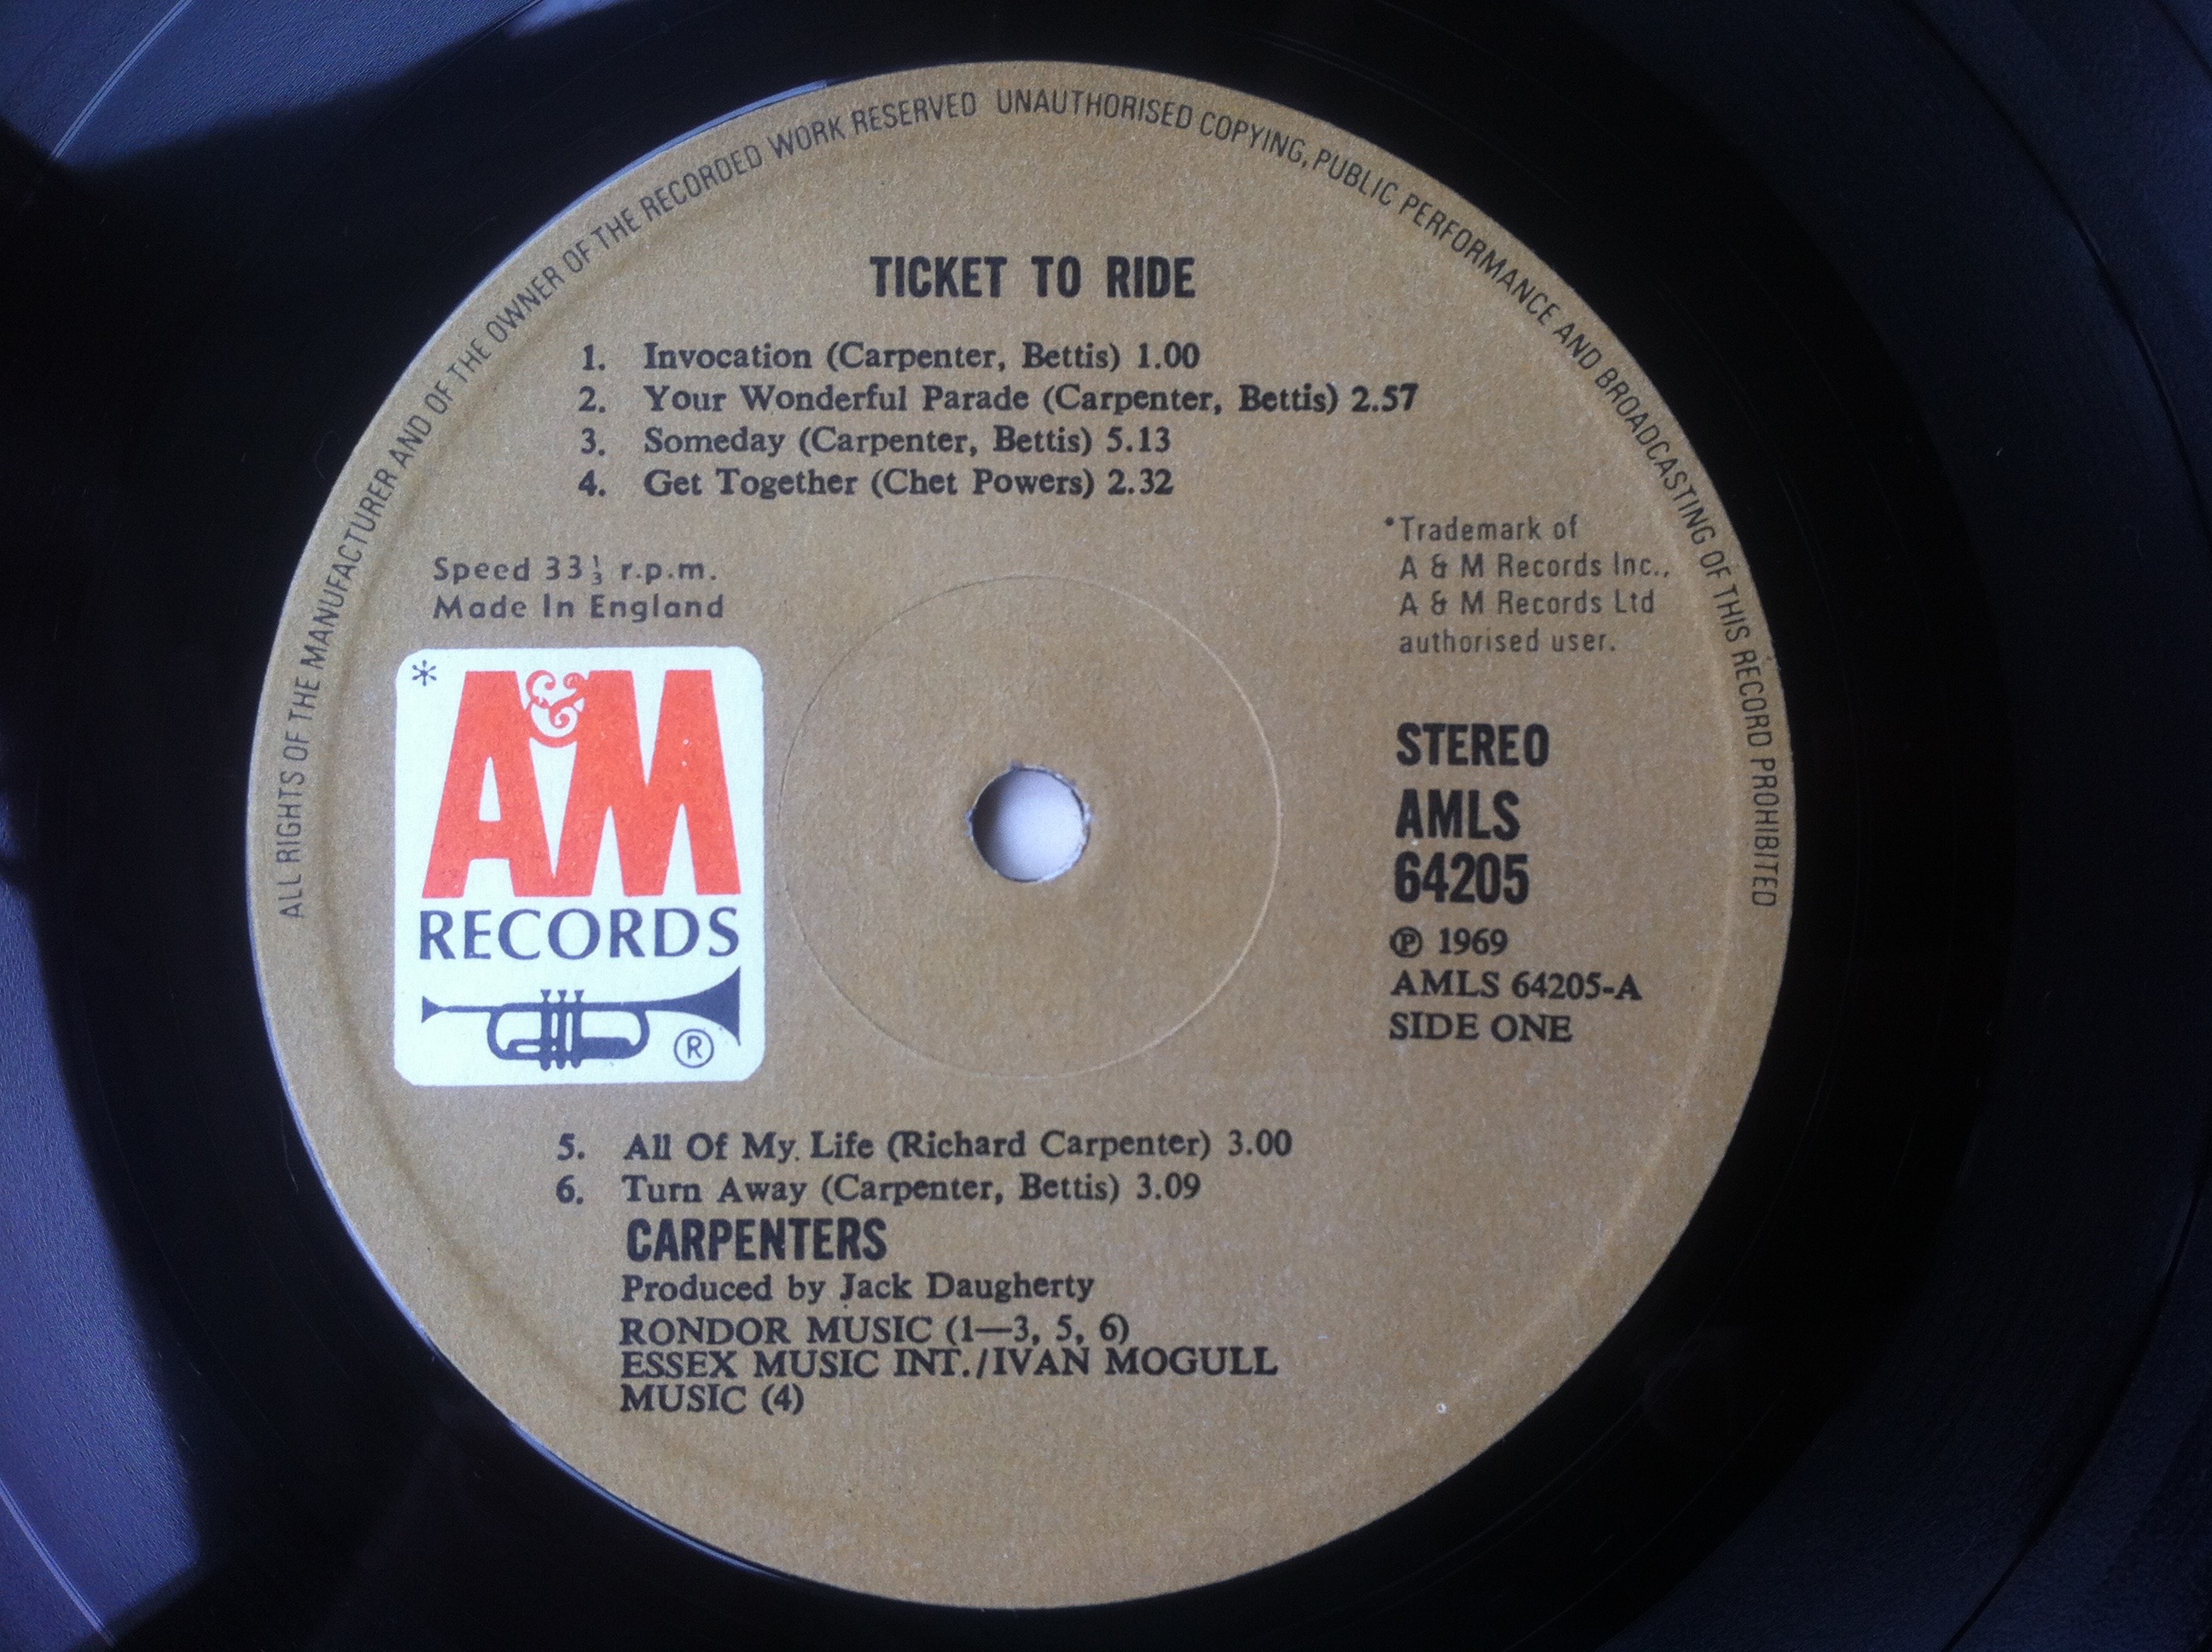 ALL RIGHTS OF THE MANUFACTURER AND OF THE OWNER OF THE RECORDED WORK RESERVED UNAUTHORISED COPYING, PUBLIC PERFORMANCE AND BROADCASTING OF THIS RECORD PROHIBITED
TICKET TO RIDE
1. Invocation (Carpenter, Bettis) 1.00
2. Your Wonderful Parade (Carpenter, Bettis) 2.57
3. Someday (Carpenter, Bettis) 5.13
4. Get Together (Chet Powers) 2.32
Speed 33⅓ r.p.m.
Made In England
*Trademark of
A & M Records Inc.,
A & M Records Ltd
authorised user.
* A&M
RECORDS
®
STEREO
AMLS
64205
℗ 1969
AMLS 64205-A
SIDE ONE
5. All Of My Life (Richard Carpenter) 3.00
6. Turn Away (Carpenter, Bettis) 3.09
CARPENTERS
Produced by Jack Daugherty
RONDOR MUSIC (1—3, 5, 6)
ESSEX MUSIC INT./IVAN MOGULL
MUSIC (4)